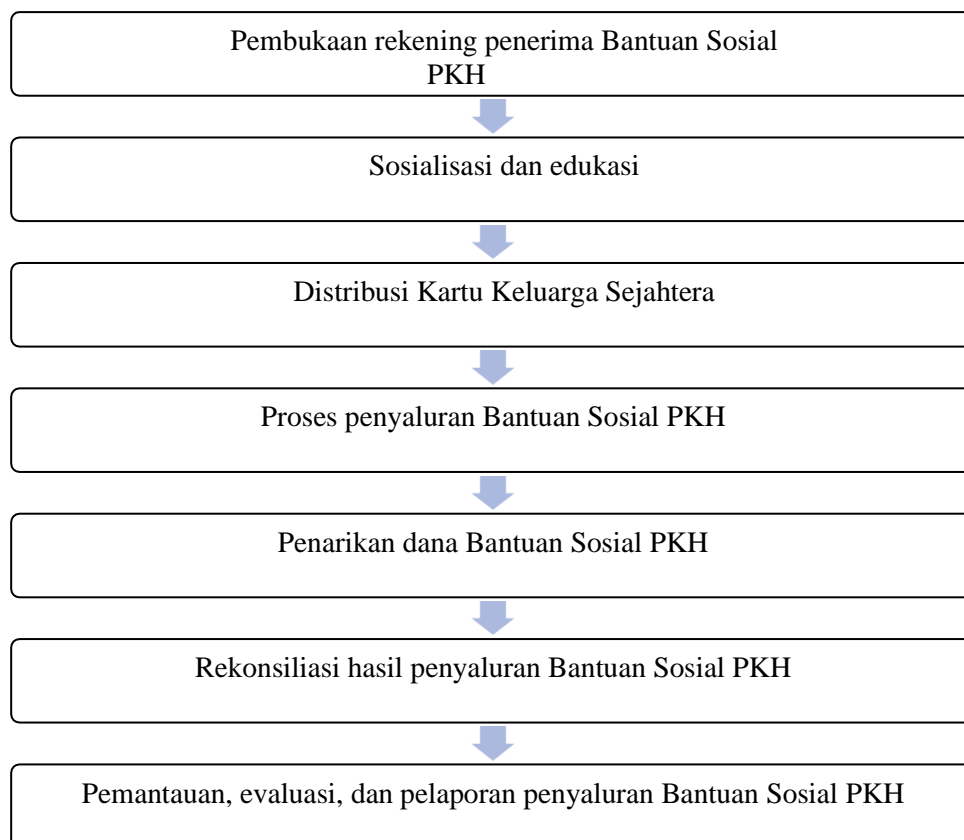 Pembukaan rekening penerima Bantuan Sosial
PKH
Sosialisasi dan edukasi
Distribusi Kartu Keluarga Sejahtera
Proses penyaluran Bantuan Sosial PKH
Penarikan dana Bantuan Sosial PKH
Rekonsiliasi hasil penyaluran Bantuan Sosial PKH
Pemantauan, evaluasi, dan pelaporan penyaluran Bantuan Sosial PKH